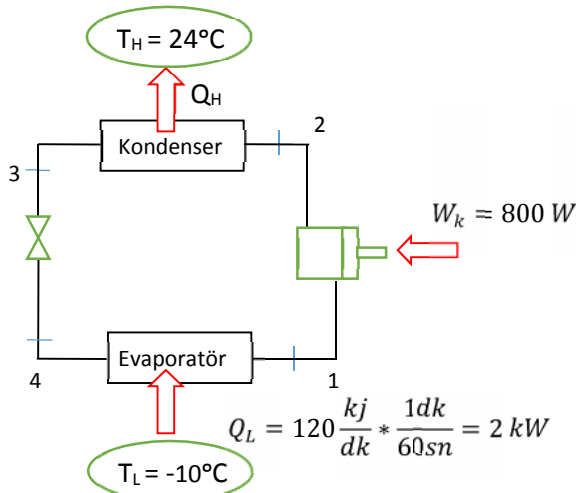 T_H = 24°C
Q_H
2
Kondenser
3
W_k = 800 W
Evaporatör
4
1
Q_L = 120 kj/dk * 1dk/60sn = 2 kW
T_L = -10°C